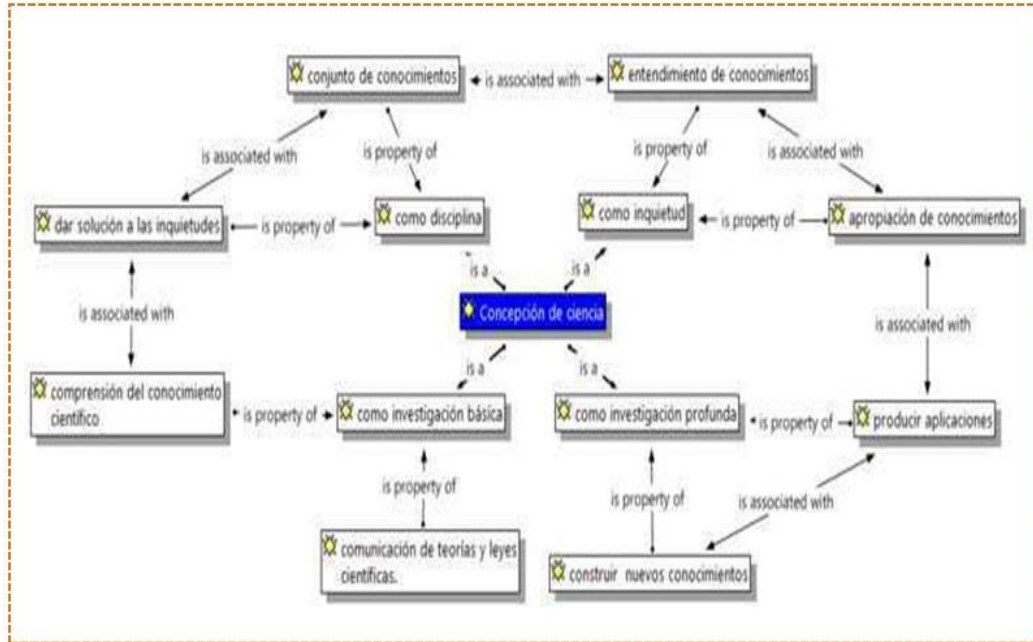 conjunto de conocimientos
is associated with
entendimiento de conocimientos
is associated with
is property of
is property of
is associated with
dar solución a las inquietudes
is property of
como disciplina
como inquietud
is property of
apropiación de conocimientos
is a
is a
Concepción de ciencia
is associated with
is associated with
is a
is a
comprensión del conocimiento
científico
is property of
como investigación básica
como investigación profunda
is property of
producir aplicaciones
is property of
is property of
is associated with
comunicación de teorías y leyes
científicas.
construir nuevos conocimientos